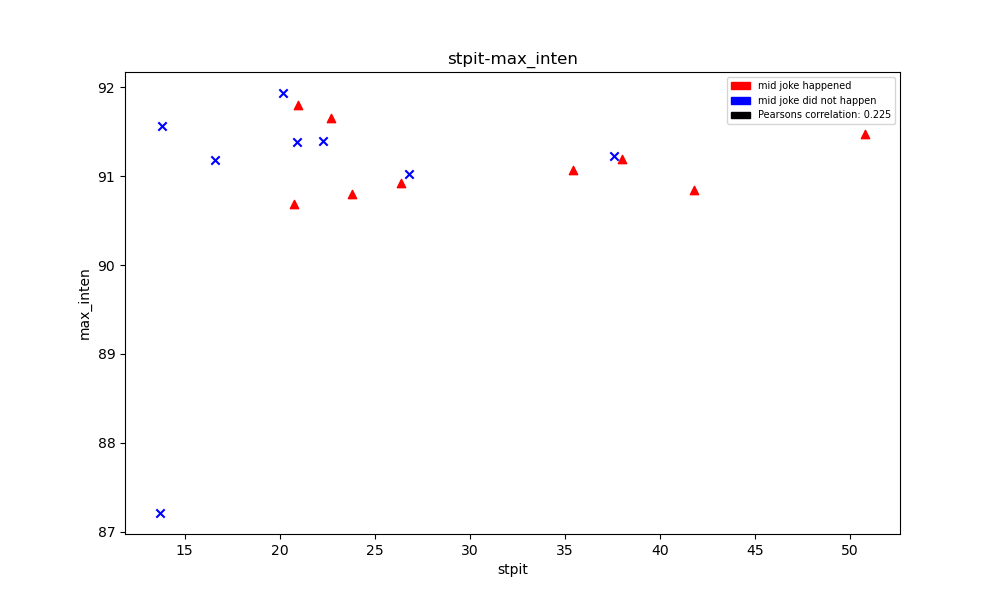 stpit-max_inten
mid joke happened
mid joke did not happen
Pearsons correlation: 0.225
92
91
90
89
88
87
max_inten
15 20 25 30 35 40 45 50
stpit